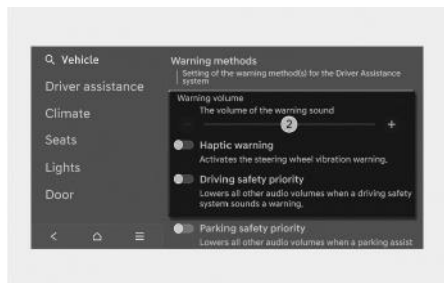 Vehicle
Driver assistance
Climate
Seats
Lights
Door
Warning methods
Setting of the warning method(s) for the Driver Assistance
system
Warning volume
The volume of the warning sound
2
Haptic warning
Activates the steering wheel vibration warning.
Driving safety priority
Lowers all other audio volumes when a driving safety
system sounds a warning.
Parking safety priority
Lowers all other audio volumes when a parking assist